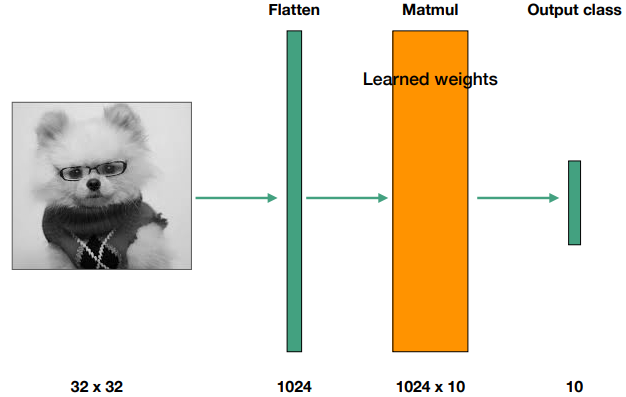 Flatten
Matmul
Output class
Learned weights
32 x 32
1024
1024 x 10
10